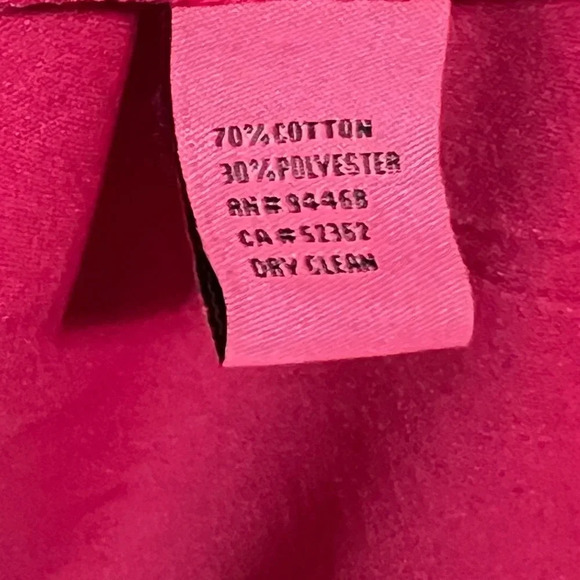 70% COTTON
30% POLYESTER
RN# 94468
CA# 52352
DRY CLEAN